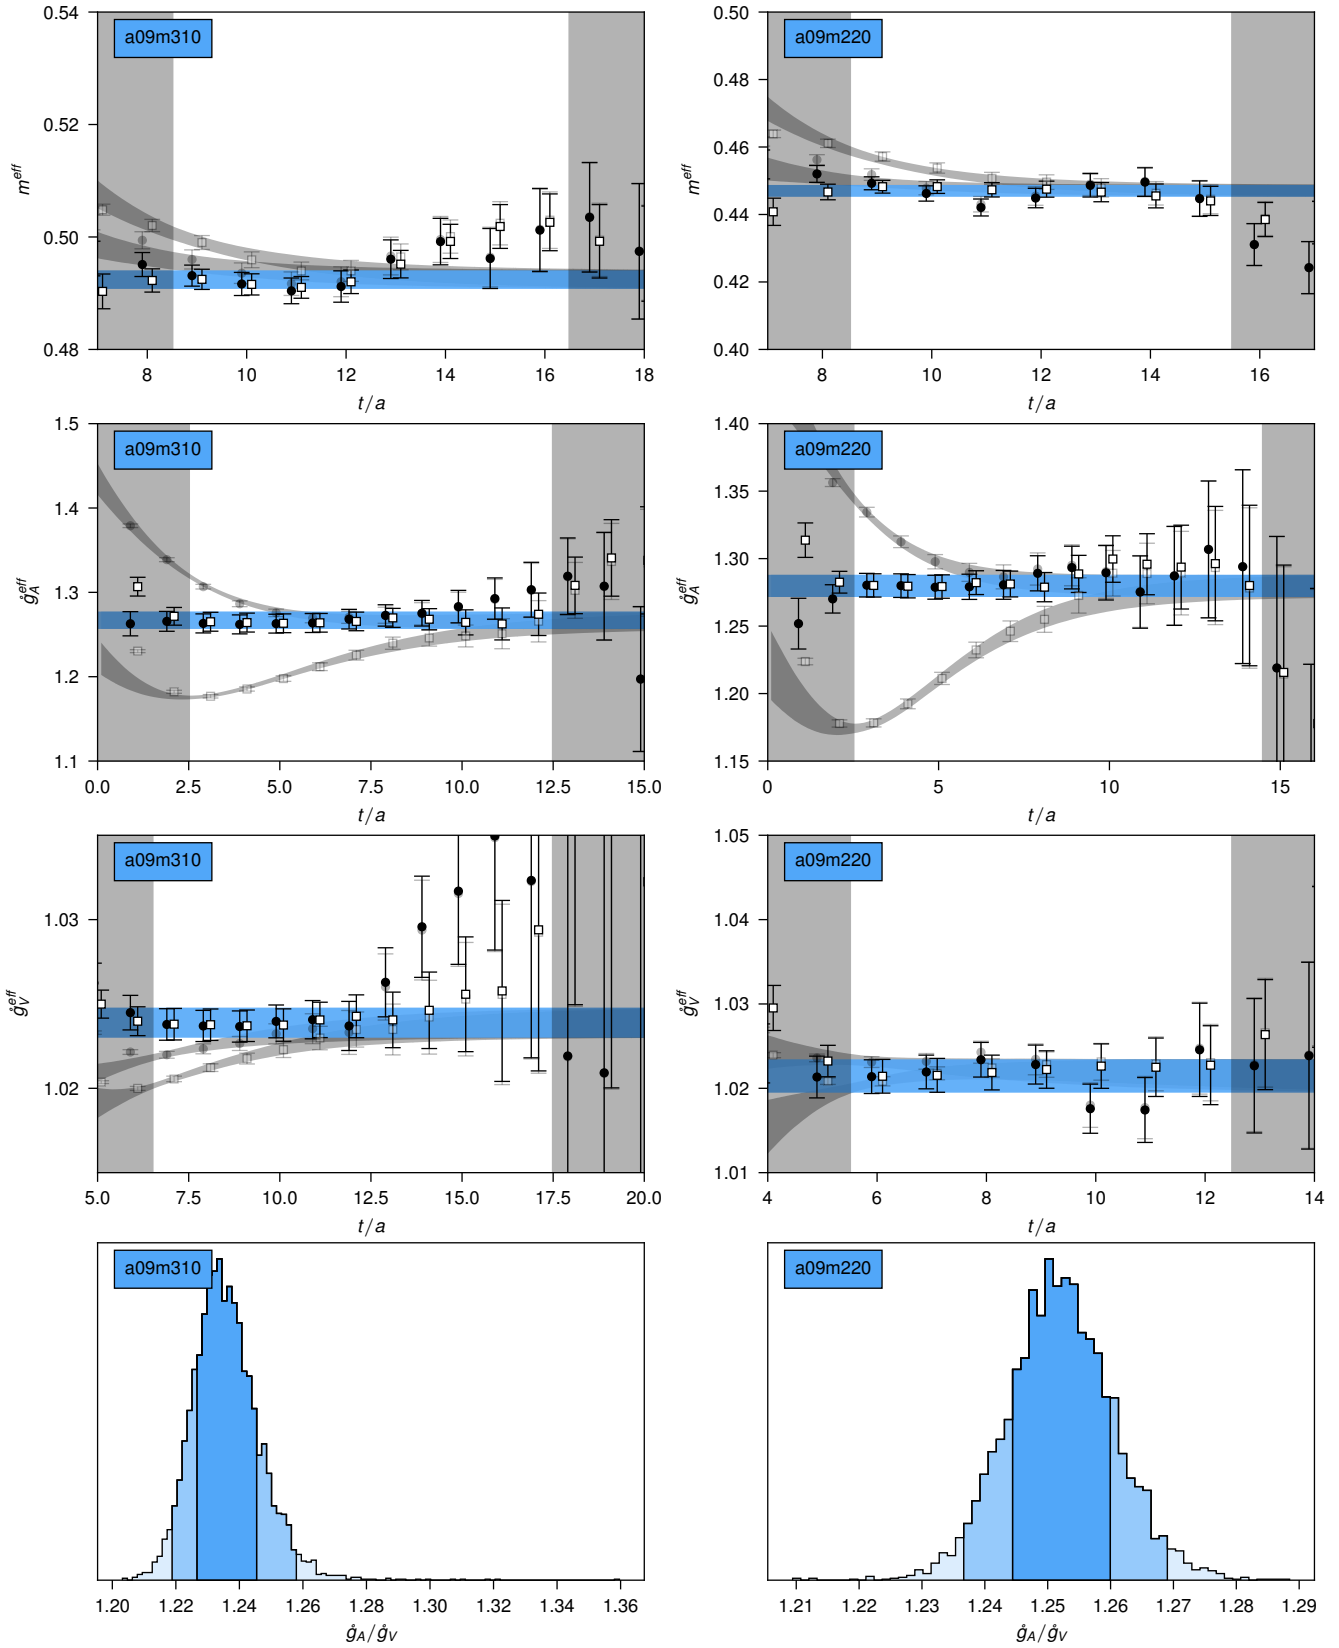 a09m310
0.54
0.52
0.50
0.48
m^eff
8 10 12 14 16 18
t/a
a09m220
0.50
0.48
0.46
0.44
0.42
0.40
m^eff
8 10 12 14 16
t/a
a09m310
1.5
1.4
1.3
1.2
1.1
g̊_A^eff
0.0 2.5 5.0 7.5 10.0 12.5 15.0
t/a
a09m220
1.40
1.35
1.30
1.25
1.20
1.15
g̊_A^eff
0 5 10 15
t/a
a09m310
1.03
1.02
g̊_V^eff
5.0 7.5 10.0 12.5 15.0 17.5 20.0
t/a
a09m220
1.05
1.04
1.03
1.02
1.01
g̊_V^eff
4 6 8 10 12 14
t/a
a09m310
1.20 1.22 1.24 1.26 1.28 1.30 1.32 1.34 1.36
g̊_A/g̊_V
a09m220
1.21 1.22 1.23 1.24 1.25 1.26 1.27 1.28 1.29
g̊_A/g̊_V